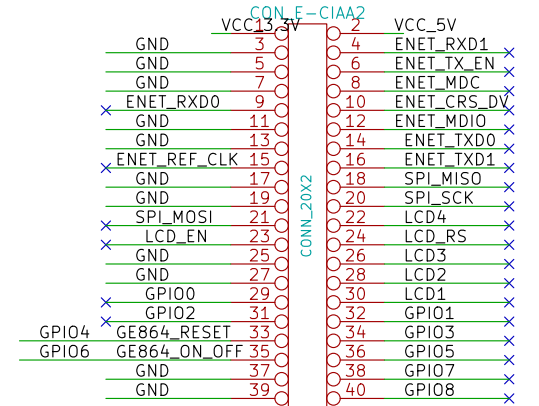 CON_E-CIAA2
VCC_3.3V 1 2 VCC_5V
GND 3 4 ENET_RXD1
GND 5 6 ENET_TX_EN
GND 7 8 ENET_MDC
ENET_RXD0 9 10 ENET_CRS_DV
GND 11 12 ENET_MDIO
GND 13 14 ENET_TXD0
ENET_REF_CLK 15 16 ENET_TXD1
GND 17 18 SPI_MISO
GND 19 20 SPI_SCK
SPI_MOSI 21 22 LCD4
LCD_EN 23 24 LCD_RS
GND 25 26 LCD3
GND 27 28 LCD2
GPIO0 29 30 LCD1
GPIO2 31 32 GPIO1
GPIO4 GE864_RESET 33 34 GPIO3
GPIO6 GE864_ON_OFF 35 36 GPIO5
GND 37 38 GPIO7
GND 39 40 GPIO8
CONN_20X2